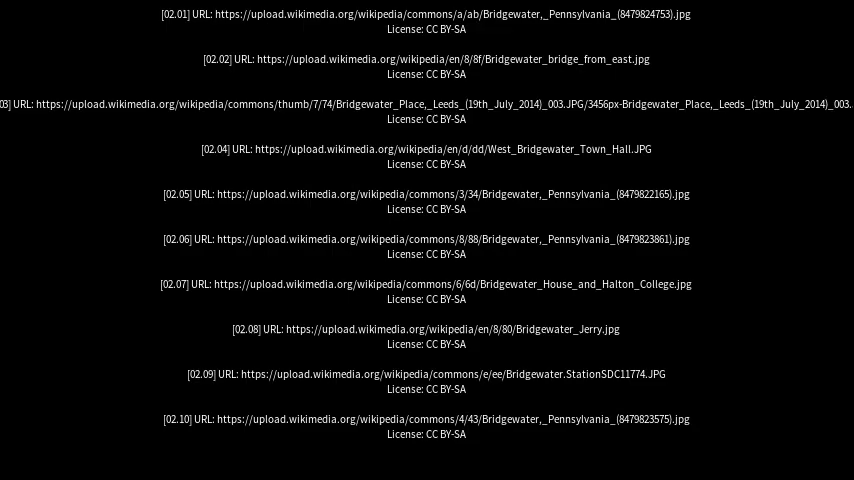 [02.01] URL: https://upload.wikimedia.org/wikipedia/commons/a/ab/Bridgewater,_Pennsylvania_(8479824753).jpg
License: CC BY-SA
[02.02] URL: https://upload.wikimedia.org/wikipedia/en/8/8f/Bridgewater_bridge_from_east.jpg
License: CC BY-SA
03] URL: https://upload.wikimedia.org/wikipedia/commons/thumb/7/74/Bridgewater_Place,_Leeds_(19th_July_2014)_003.JPG/3456px-Bridgewater_Place,_Leeds_(19th_July_2014)_003.
License: CC BY-SA
[02.04] URL: https://upload.wikimedia.org/wikipedia/en/d/dd/West_Bridgewater_Town_Hall.JPG
License: CC BY-SA
[02.05] URL: https://upload.wikimedia.org/wikipedia/commons/3/34/Bridgewater,_Pennsylvania_(8479822165).jpg
License: CC BY-SA
[02.06] URL: https://upload.wikimedia.org/wikipedia/commons/8/88/Bridgewater,_Pennsylvania_(8479823861).jpg
License: CC BY-SA
[02.07] URL: https://upload.wikimedia.org/wikipedia/commons/6/6d/Bridgewater_House_and_Halton_College.jpg
License: CC BY-SA
[02.08] URL: https://upload.wikimedia.org/wikipedia/en/8/80/Bridgewater_Jerry.jpg
License: CC BY-SA
[02.09] URL: https://upload.wikimedia.org/wikipedia/commons/e/ee/Bridgewater.StationSDC11774.JPG
License: CC BY-SA
[02.10] URL: https://upload.wikimedia.org/wikipedia/commons/4/43/Bridgewater,_Pennsylvania_(8479823575).jpg
License: CC BY-SA